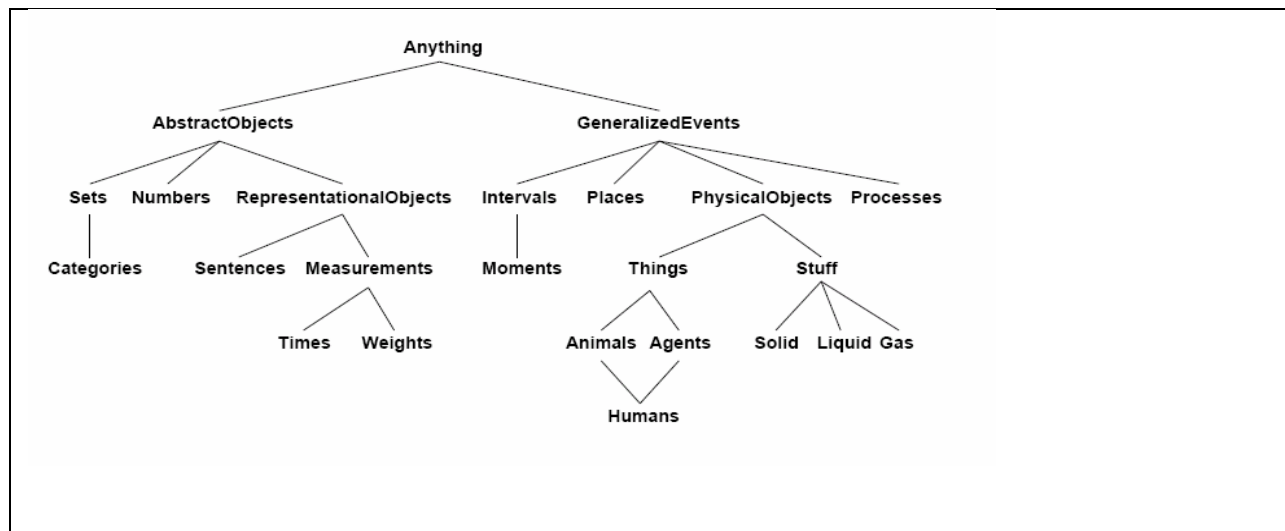 Anything
AbstractObjects GeneralizedEvents
Sets Numbers RepresentationalObjects Intervals Places PhysicalObjects Processes
Categories Sentences Measurements Moments Things Stuff
Times Weights Animals Agents Solid Liquid Gas
Humans